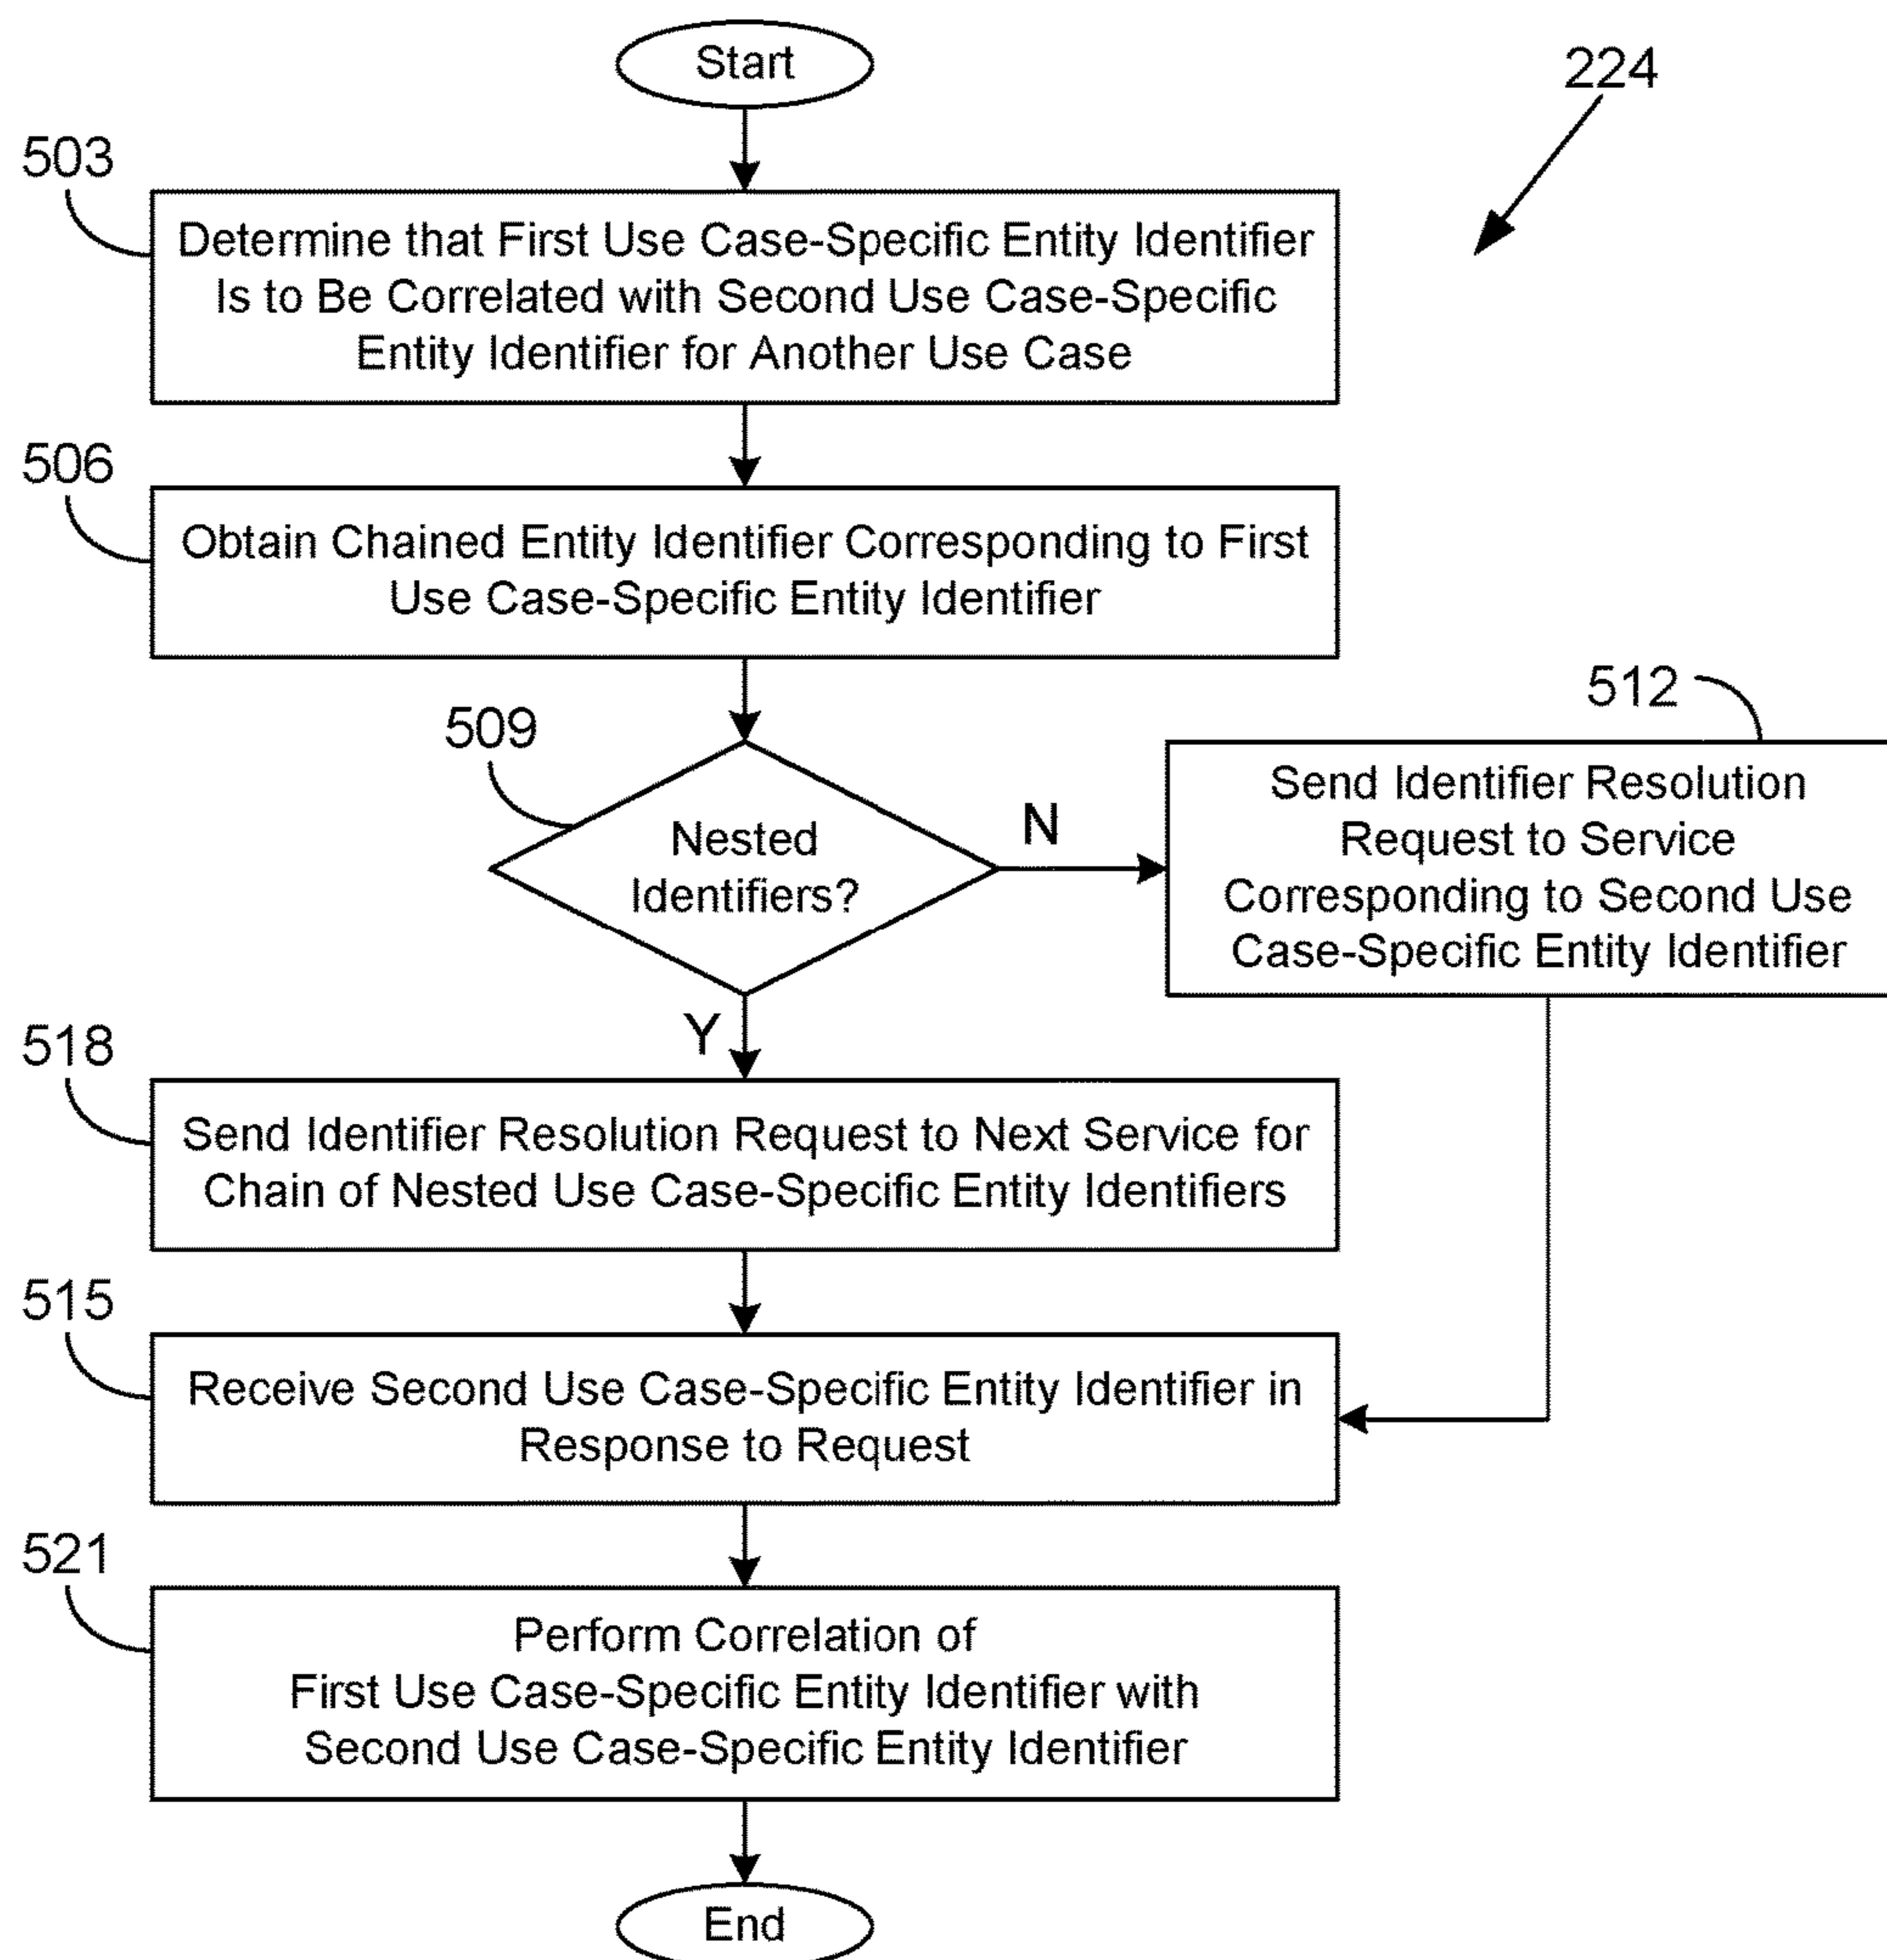 Start
224
503
Determine that First Use Case-Specific Entity Identifier
Is to Be Correlated with Second Use Case-Specific
Entity Identifier for Another Use Case
506
Obtain Chained Entity Identifier Corresponding to First
Use Case-Specific Entity Identifier
509
Nested
Identifiers?
N
512
Send Identifier Resolution
Request to Service
Corresponding to Second Use
Case-Specific Entity Identifier
Y
518
Send Identifier Resolution Request to Next Service for
Chain of Nested Use Case-Specific Entity Identifiers
515
Receive Second Use Case-Specific Entity Identifier in
Response to Request
521
Perform Correlation of
First Use Case-Specific Entity Identifier with
Second Use Case-Specific Entity Identifier
End